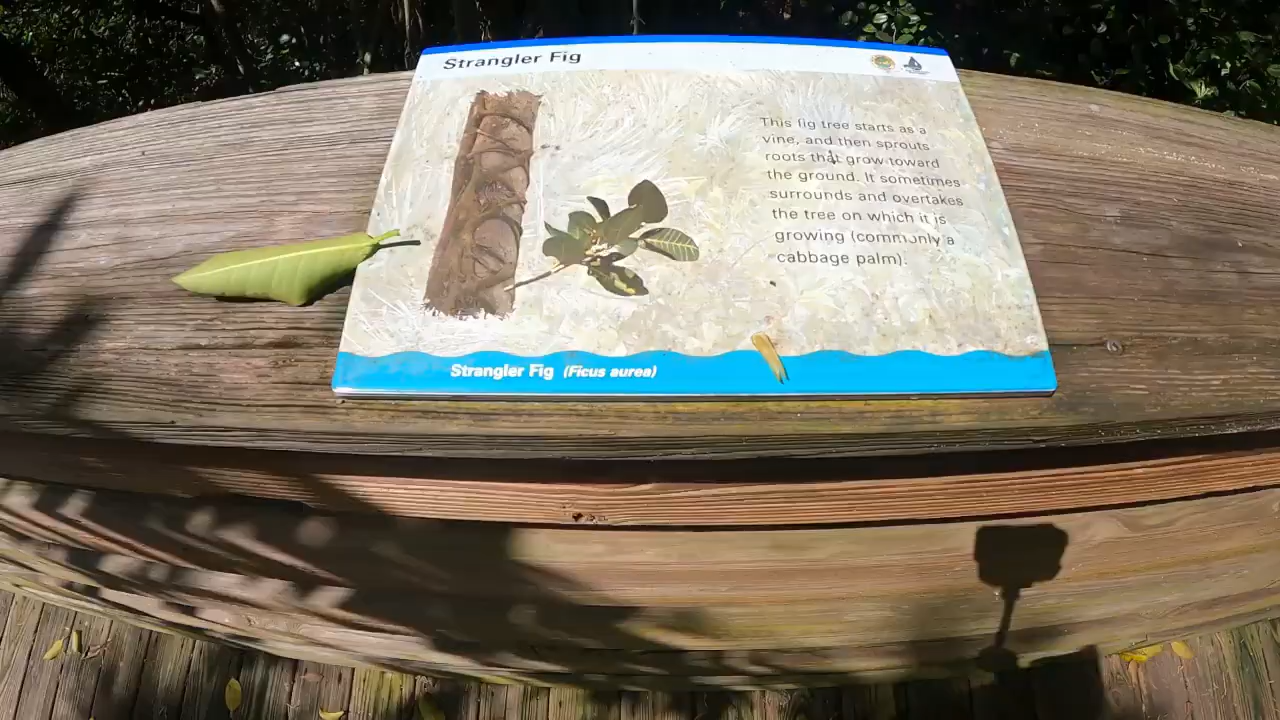 Strangler Fig
This fig tree starts as a
vine, and then sprouts
roots that grow toward
the ground. It sometimes
surrounds and overtakes
the tree on which it is
growing (commonly a
cabbage palm).
Strangler Fig (Ficus aurea)